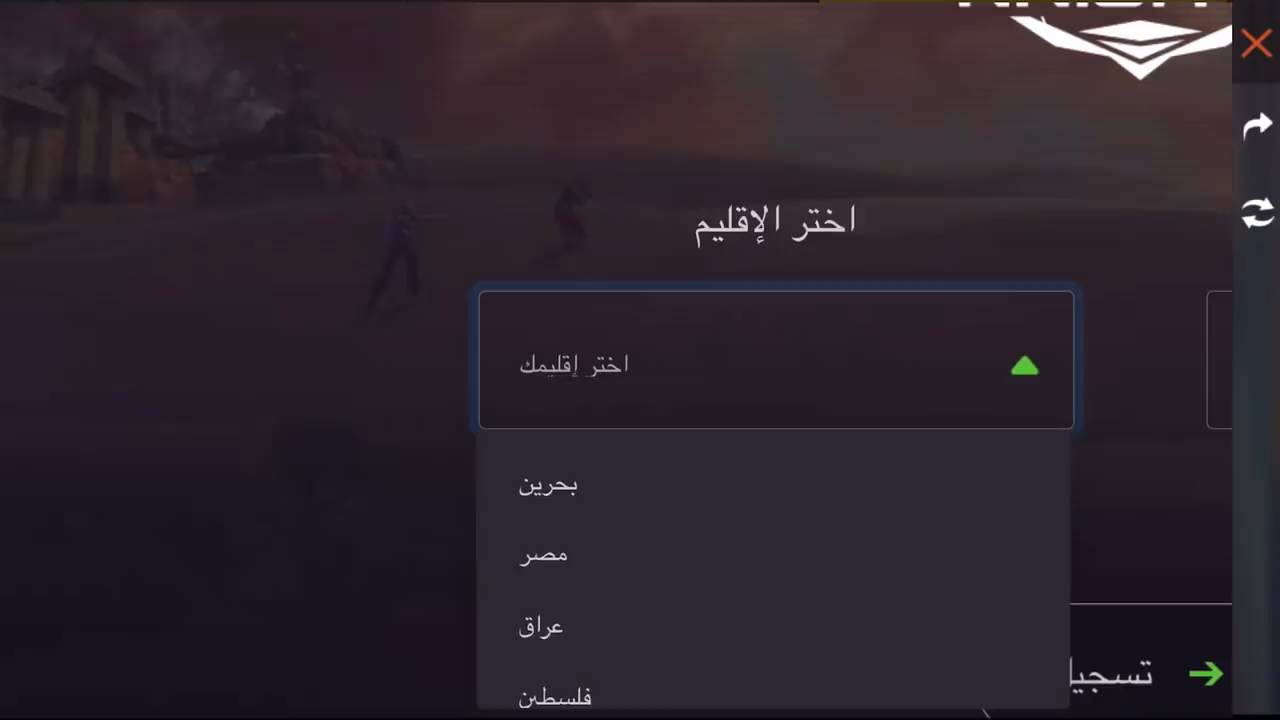 اختر الإقليم
اختر إقليمك
بحرين
مصر
عراق
فلسطين